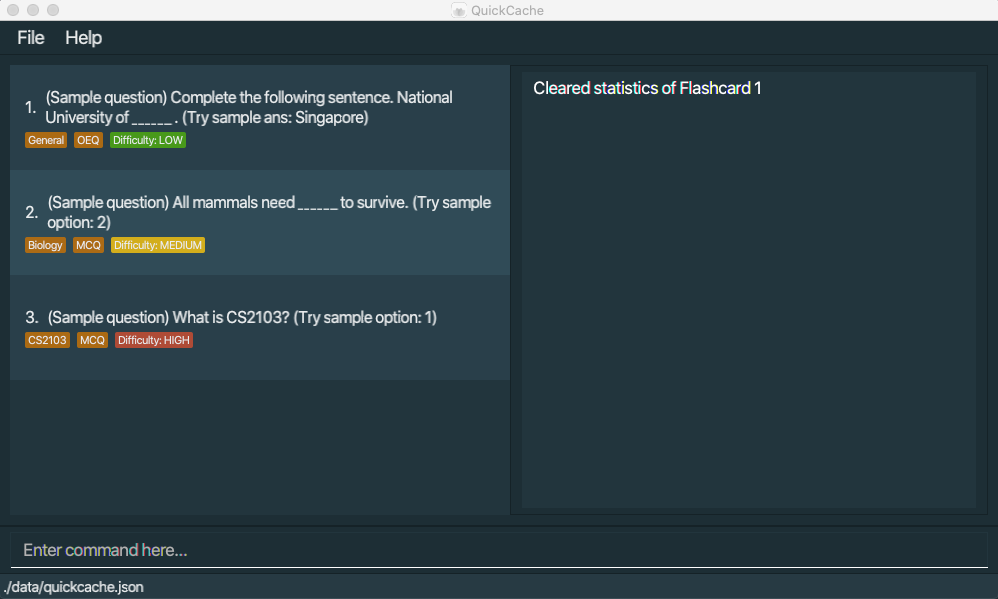 QuickCache
File Help
1. (Sample question) Complete the following sentence. National
University of ______ . (Try sample ans: Singapore)
General OEQ Difficulty: LOW
2. (Sample question) All mammals need ______ to survive. (Try sample
option: 2)
Biology MCQ Difficulty: MEDIUM
3. (Sample question) What is CS2103? (Try sample option: 1)
CS2103 MCQ Difficulty: HIGH
Cleared statistics of Flashcard 1
Enter command here...
./data/quickcache.json